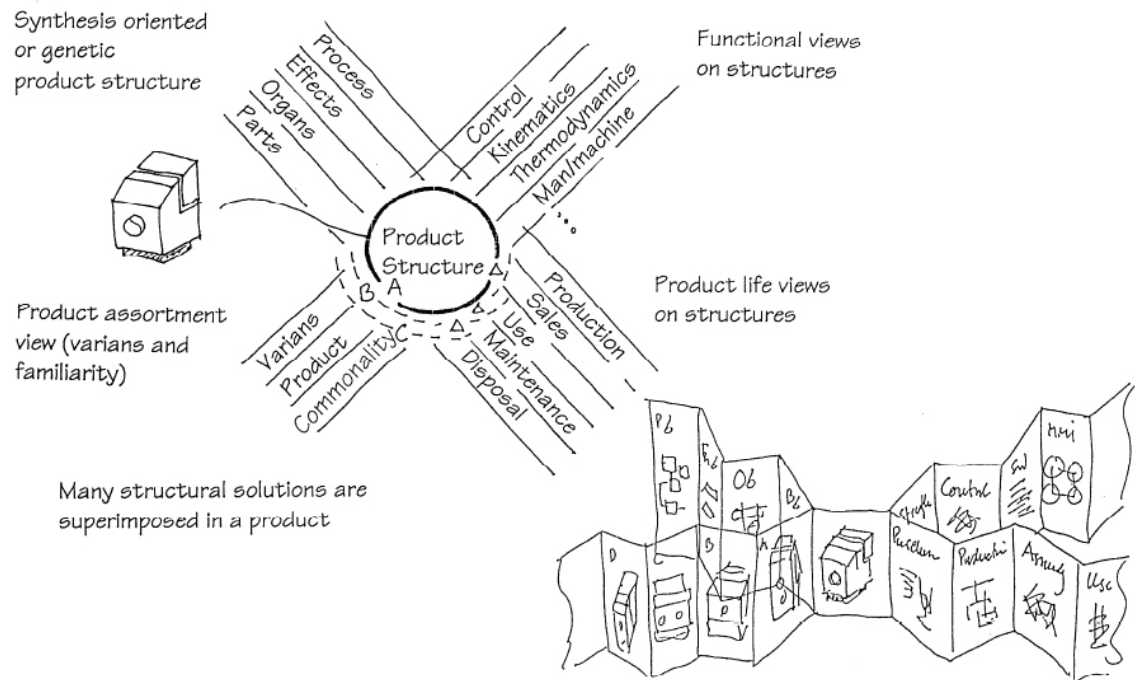 Synthesis oriented
or genetic
product structure
Process
Effects
Organs
Parts
Control
Kinematics
Thermodynamics
Man/machine
Functional views
on structures
Product
Structure
A
B
C
Product assortment
view (varians and
familiarity)
Varians
Product
Commonality
Production
Sales
Use
Maintenance
Disposal
Product life views
on structures
Many structural solutions are
superimposed in a product
Ob
Control
D
B
A
Use